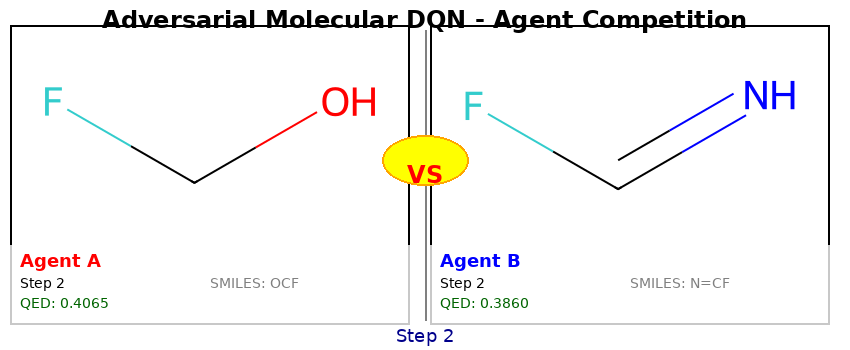 Adversarial Molecular DQN - Agent Competition
F
OH
VS
F
NH
Agent A
Step 2
SMILES: OCF
QED: 0.4065
Agent B
Step 2
SMILES: N=CF
QED: 0.3860
Step 2